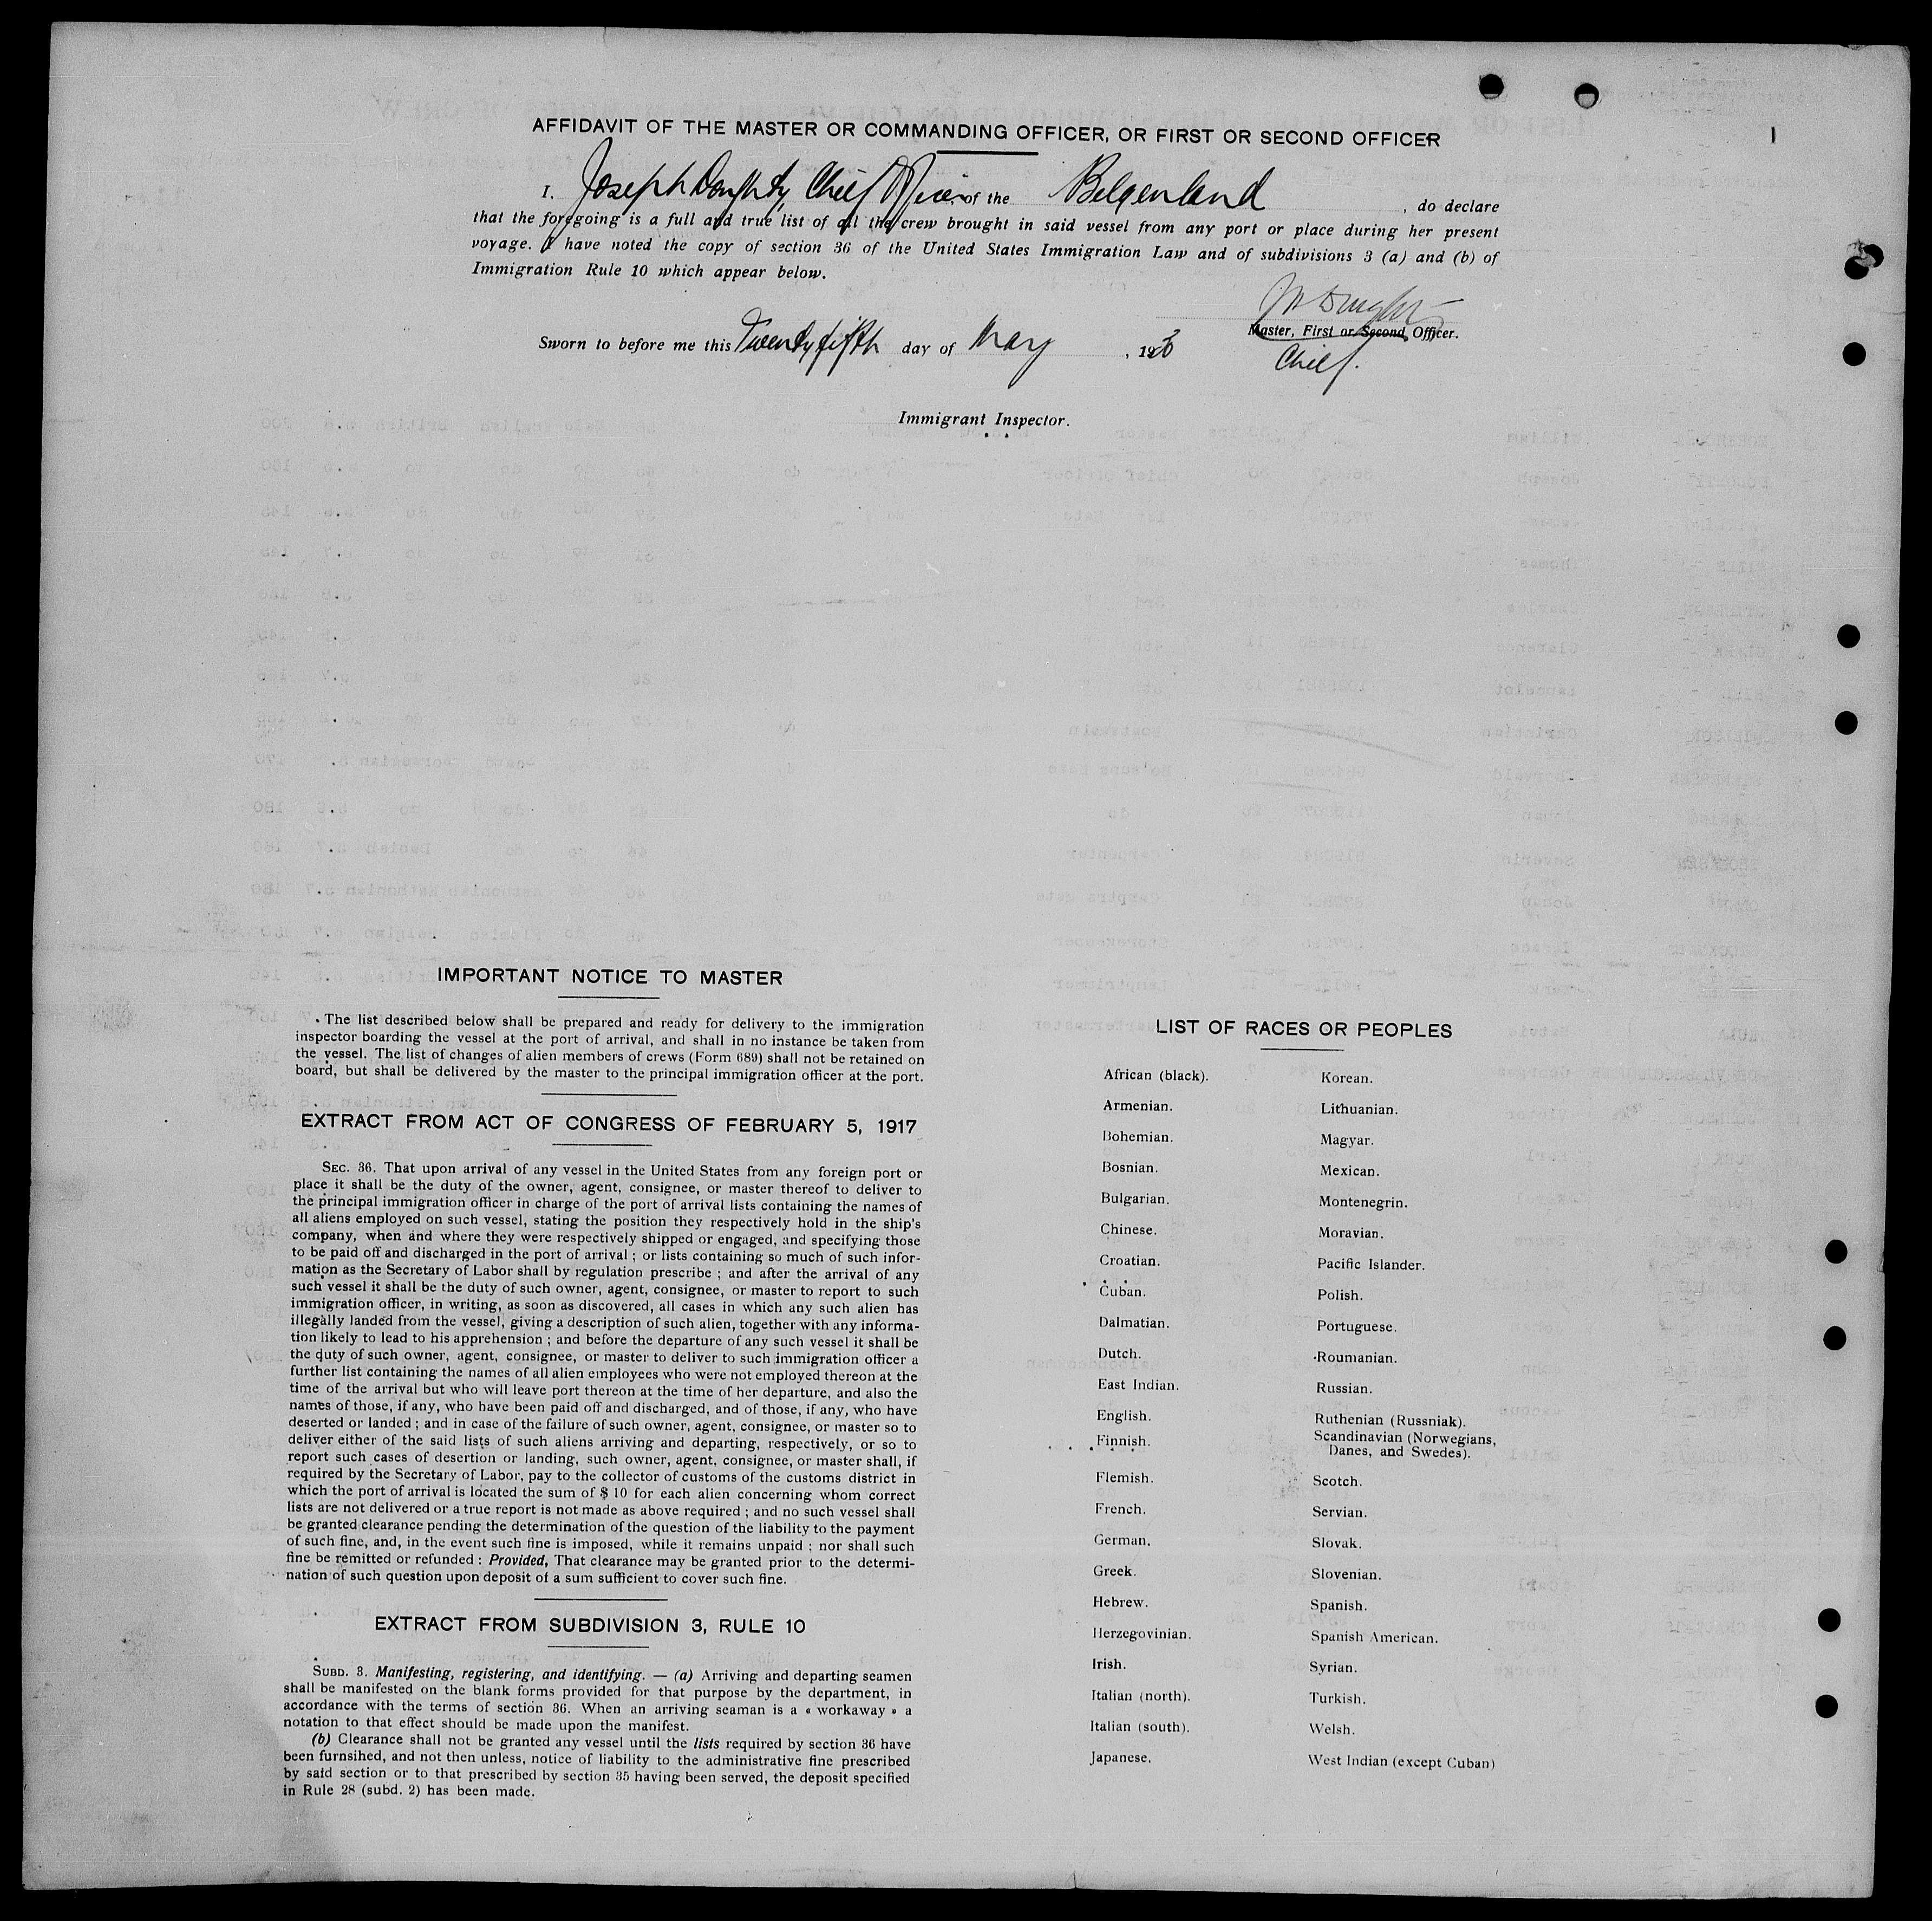 AFFIDAVIT OF THE MASTER OR COMMANDING OFFICER, OR FIRST OR SECOND OFFICER
I. Joseph Doughty, Chief Officer, of the Belgenland, do declare
that the foregoing is a full and true list of all the crew brought in said vessel from any port or place during her present
voyage. I have noted the copy of section 36 of the United States Immigration Law and of subdivisions 3 (a) and (b) of
Immigration Rule 10 which appear below.
Master, First or Second Officer.
Chief.
Sworn to before me this Twenty fifth day of May, 192
Immigrant Inspector.
IMPORTANT NOTICE TO MASTER
The list described below shall be prepared and ready for delivery to the immigration
inspector boarding the vessel at the port of arrival, and shall in no instance be taken from
the vessel. The list of changes of alien members of crews (Form 689) shall not be retained on
board, but shall be delivered by the master to the principal immigration officer at the port.
EXTRACT FROM ACT OF CONGRESS OF FEBRUARY 5, 1917
SEC. 36. That upon arrival of any vessel in the United States from any foreign port or
place it shall be the duty of the owner, agent, consignee, or master thereof to deliver to
the principal immigration officer in charge of the port of arrival lists containing the names of
all aliens employed on such vessel, stating the position they respectively hold in the ship's
company, when and where they were respectively shipped or engaged, and specifying those
to be paid off and discharged in the port of arrival ; or lists containing so much of such infor-
mation as the Secretary of Labor shall by regulation prescribe ; and after the arrival of any
such vessel it shall be the duty of such owner, agent, consignee, or master to report to such
immigration officer, in writing, as soon as discovered, all cases in which any such alien has
illegally landed from the vessel, giving a description of such alien, together with any informa-
tion likely to lead to his apprehension ; and before the departure of any such vessel it shall be
the duty of such owner, agent, consignee, or master to deliver to such immigration officer a
further list containing the names of all alien employees who were not employed thereon at the
time of the arrival but who will leave port thereon at the time of her departure, and also the
names of those, if any, who have been paid off and discharged, and of those, if any, who have
deserted or landed ; and in case of the failure of such owner, agent, consignee, or master so to
deliver either of the said lists of such aliens arriving and departing, respectively, or so to
report such cases of desertion or landing, such owner, agent, consignee, or master shall, if
required by the Secretary of Labor, pay to the collector of customs of the customs district in
which the port of arrival is located the sum of $ 10 for each alien concerning whom correct
lists are not delivered or a true report is not made as above required ; and no such vessel shall
be granted clearance pending the determination of the question of the liability to the payment
of such fine, and, in the event such fine is imposed, while it remains unpaid ; nor shall such
fine be remitted or refunded : Provided, That clearance may be granted prior to the determi-
nation of such question upon deposit of a sum sufficient to cover such fine.
EXTRACT FROM SUBDIVISION 3, RULE 10
SUBD. 3. Manifesting, registering, and identifying. — (a) Arriving and departing seamen
shall be manifested on the blank forms provided for that purpose by the department, in
accordance with the terms of section 36. When an arriving seaman is a « workaway » a
notation to that effect should be made upon the manifest.
(b) Clearance shall not be granted any vessel until the lists required by section 36 have
been furnsihed, and not then unless, notice of liability to the administrative fine prescribed
by said section or to that prescribed by section 35 having been served, the deposit specified
in Rule 28 (subd. 2) has been made.
LIST OF RACES OR PEOPLES
African (black).
Armenian.
Bohemian.
Bosnian.
Bulgarian.
Chinese.
Croatian.
Cuban.
Dalmatian.
Dutch.
East Indian.
English.
Finnish.
Flemish.
French.
German.
Greek.
Hebrew.
Herzegovinian.
Irish.
Italian (north).
Italian (south).
Japanese.
Korean.
Lithuanian.
Magyar.
Mexican.
Montenegrin.
Moravian.
Pacific Islander.
Polish.
Portuguese.
Roumanian.
Russian.
Ruthenian (Russniak).
Scandinavian (Norwegians,
Danes, and Swedes).
Scotch.
Servian.
Slovak.
Slovenian.
Spanish.
Spanish American.
Syrian.
Turkish.
Welsh.
West Indian (except Cuban)